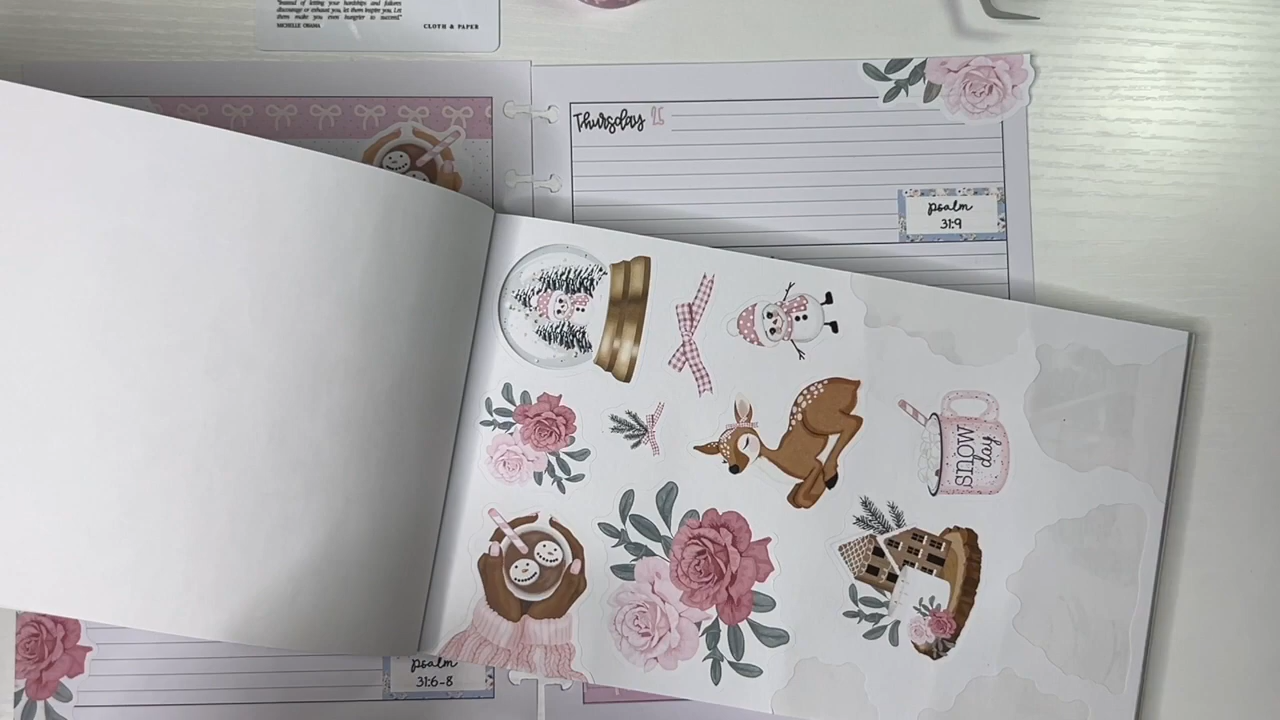 "Instead of letting your hardships and failures
discourage or exhaust you, let them inspire you. Let
them make you even hungrier to succeed."
MICHELLE OBAMA
CLOTH & PAPER
Thursday 25
psalm
31:9
snow
day
psalm
31:6-8